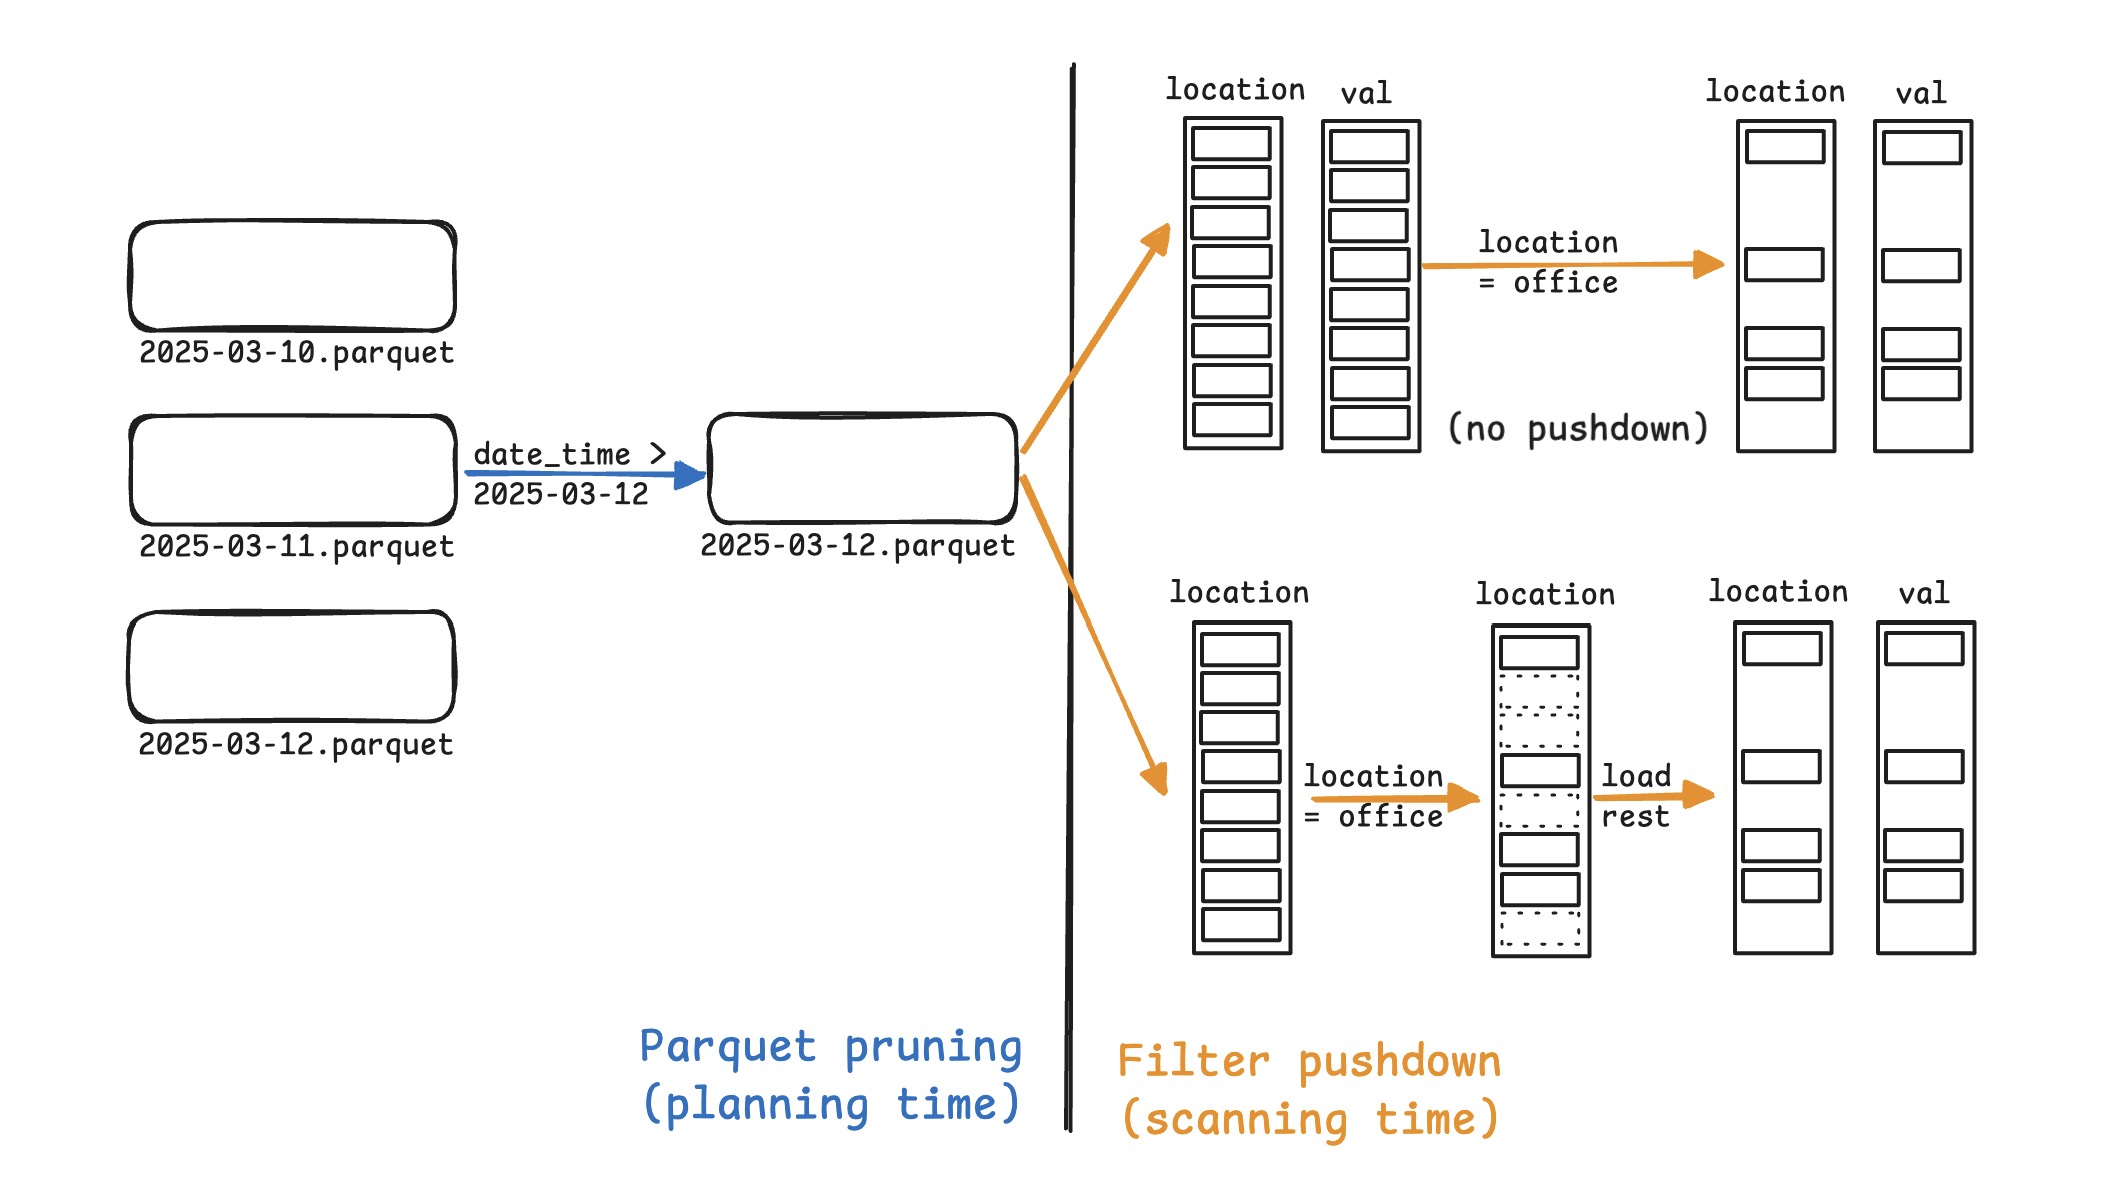 2025-03-10.parquet
2025-03-11.parquet
2025-03-12.parquet
date_time >
2025-03-12
2025-03-12.parquet
Parquet pruning
(planning time)
location
val
location
= office
(no pushdown)
location
val
location
location
= office
location
load
rest
location
val
Filter pushdown
(scanning time)